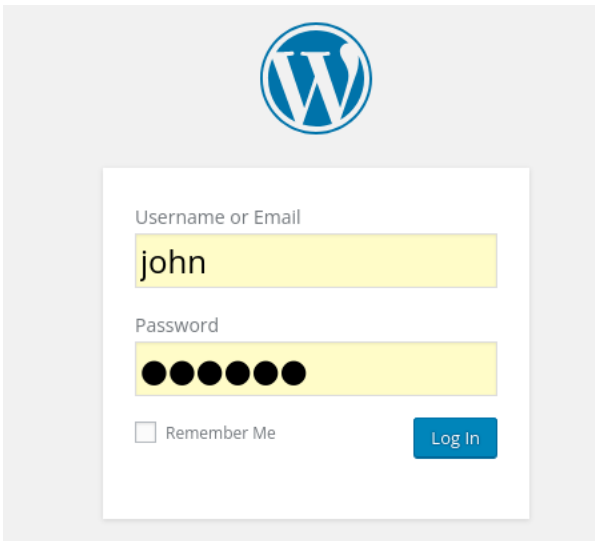 Username or Email
john
Password
●●●●●●
Remember Me
Log In